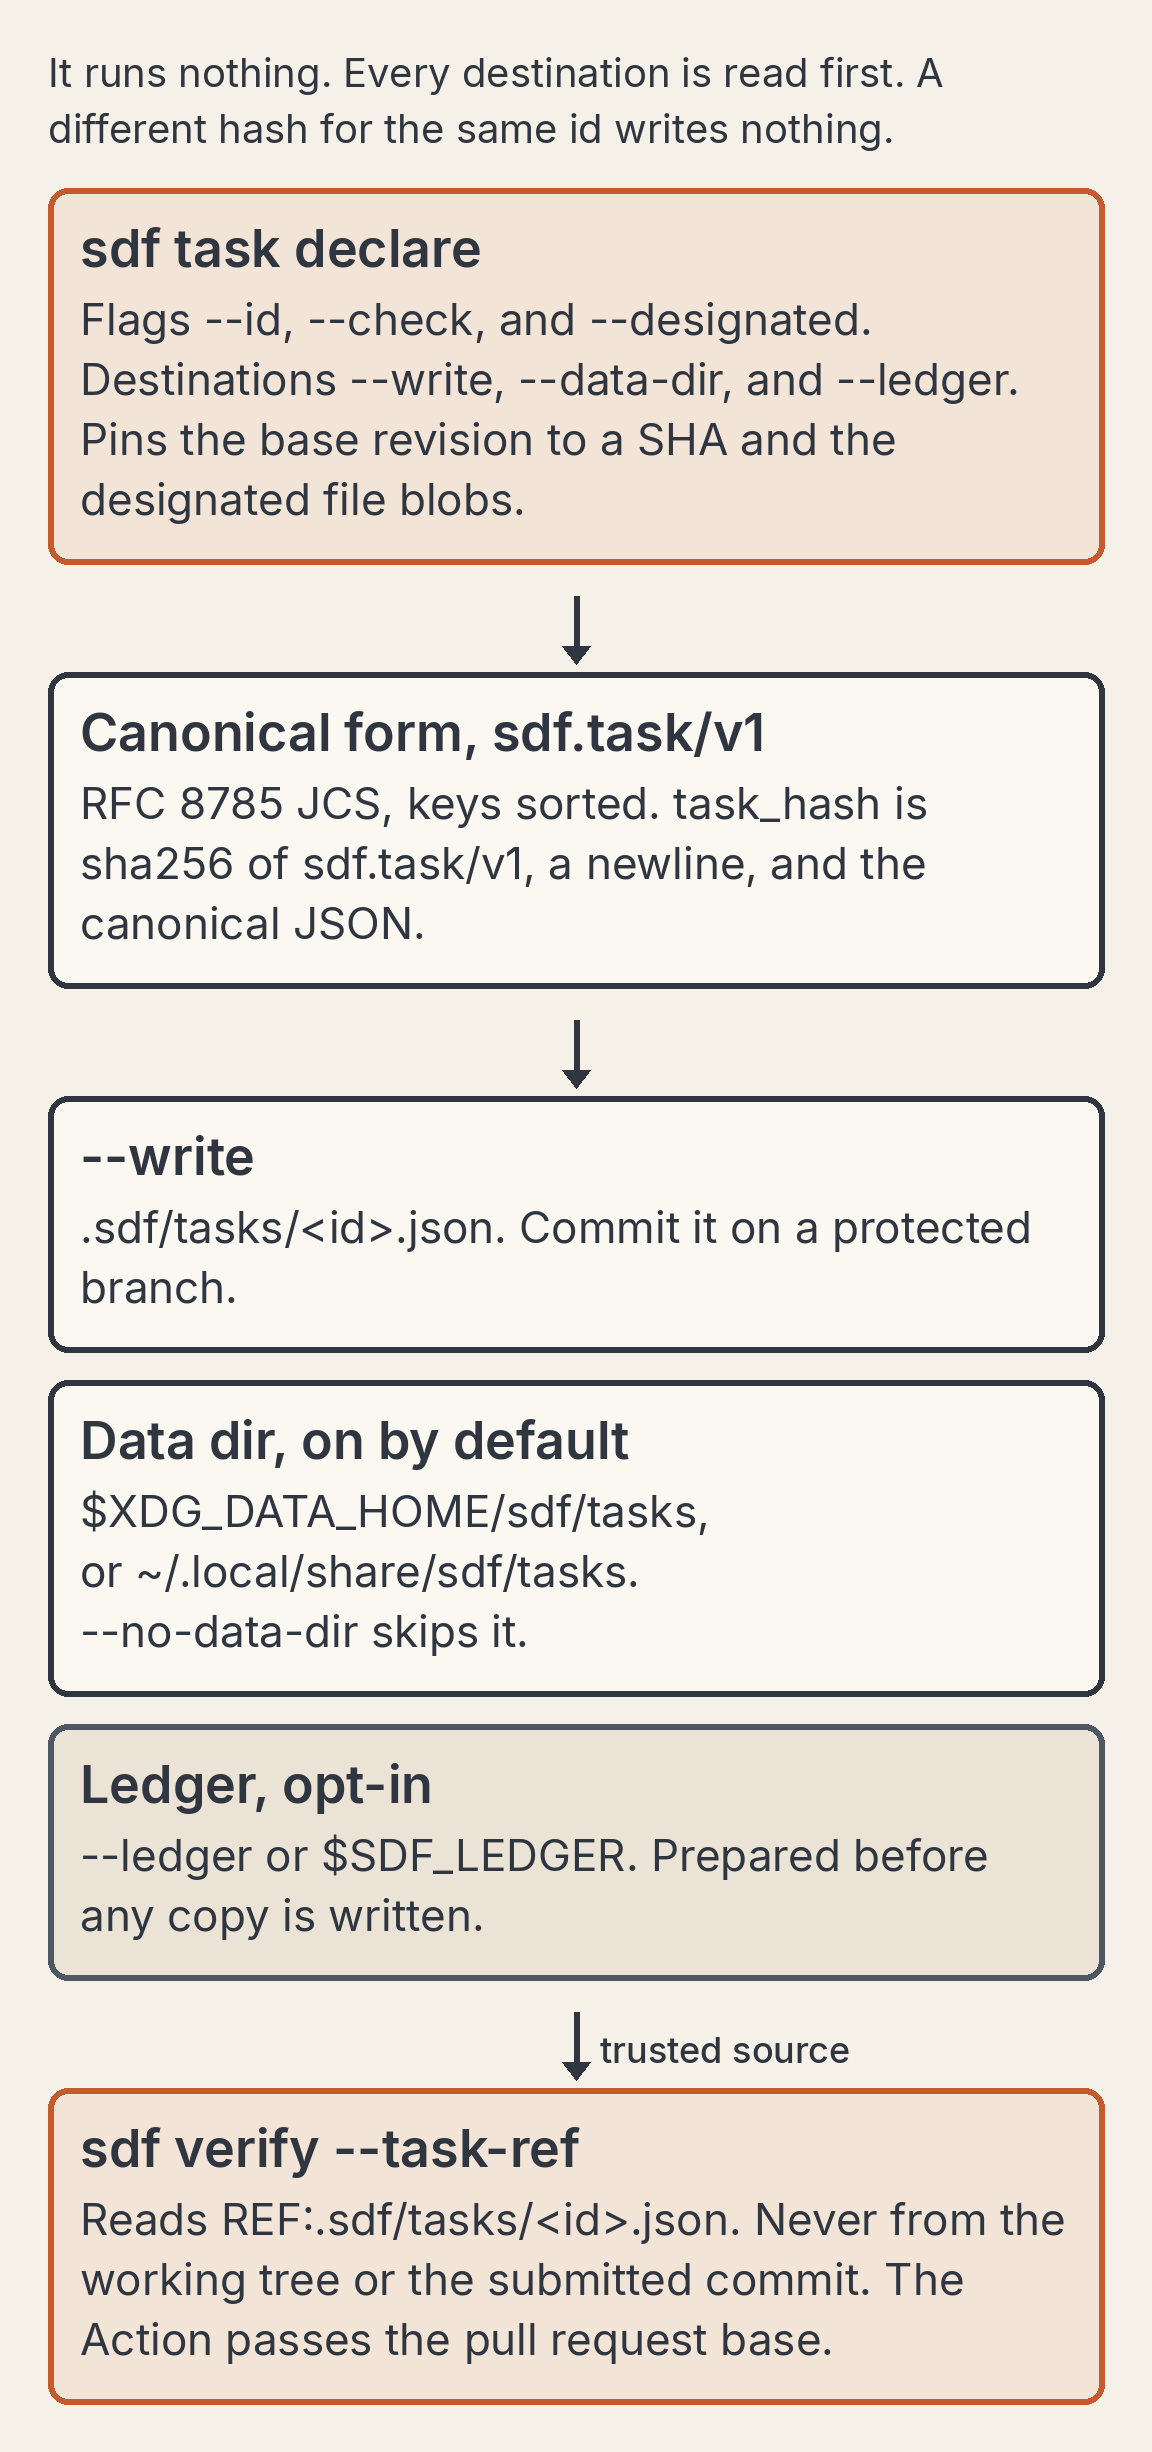 It runs nothing. Every destination is read first. A
different hash for the same id writes nothing.
sdf task declare
Flags --id, --check, and --designated.
Destinations --write, --data-dir, and --ledger.
Pins the base revision to a SHA and the
designated file blobs.
Canonical form, sdf.task/v1
RFC 8785 JCS, keys sorted. task_hash is
sha256 of sdf.task/v1, a newline, and the
canonical JSON.
--write
.sdf/tasks/<id>.json. Commit it on a protected
branch.
Data dir, on by default
$XDG_DATA_HOME/sdf/tasks,
or ~/.local/share/sdf/tasks.
--no-data-dir skips it.
Ledger, opt-in
--ledger or $SDF_LEDGER. Prepared before
any copy is written.
trusted source
sdf verify --task-ref
Reads REF:.sdf/tasks/<id>.json. Never from the
working tree or the submitted commit. The
Action passes the pull request base.